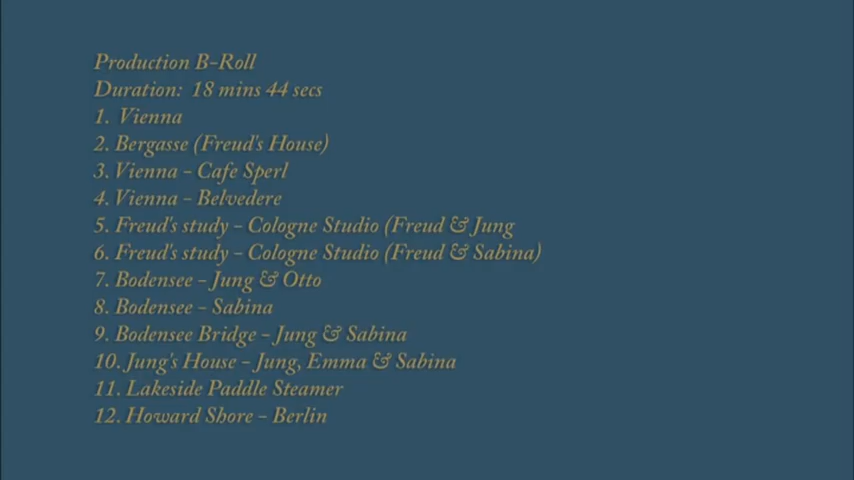 Production B-Roll
Duration: 18 mins 44 secs
1. Vienna
2. Bergasse (Freud's House)
3. Vienna - Cafe Sperl
4. Vienna - Belvedere
5. Freud's study - Cologne Studio (Freud & Jung
6. Freud's study - Cologne Studio (Freud & Sabina)
7. Bodensee - Jung & Otto
8. Bodensee - Sabina
9. Bodensee Bridge - Jung & Sabina
10. Jung's House - Jung, Emma & Sabina
11. Lakeside Paddle Steamer
12. Howard Shore - Berlin